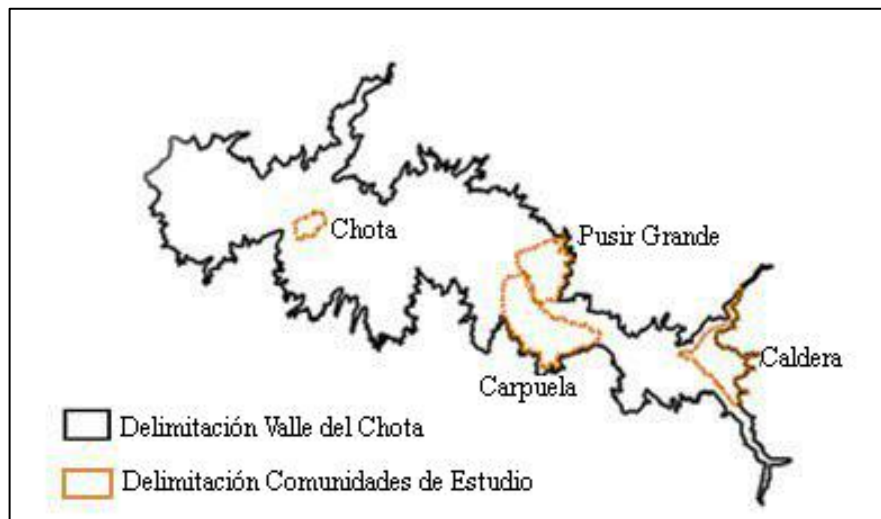 Chota
Pusir Grande
Caldera
Carpuela
Delimitación Valle del Chota
Delimitación Comunidades de Estudio